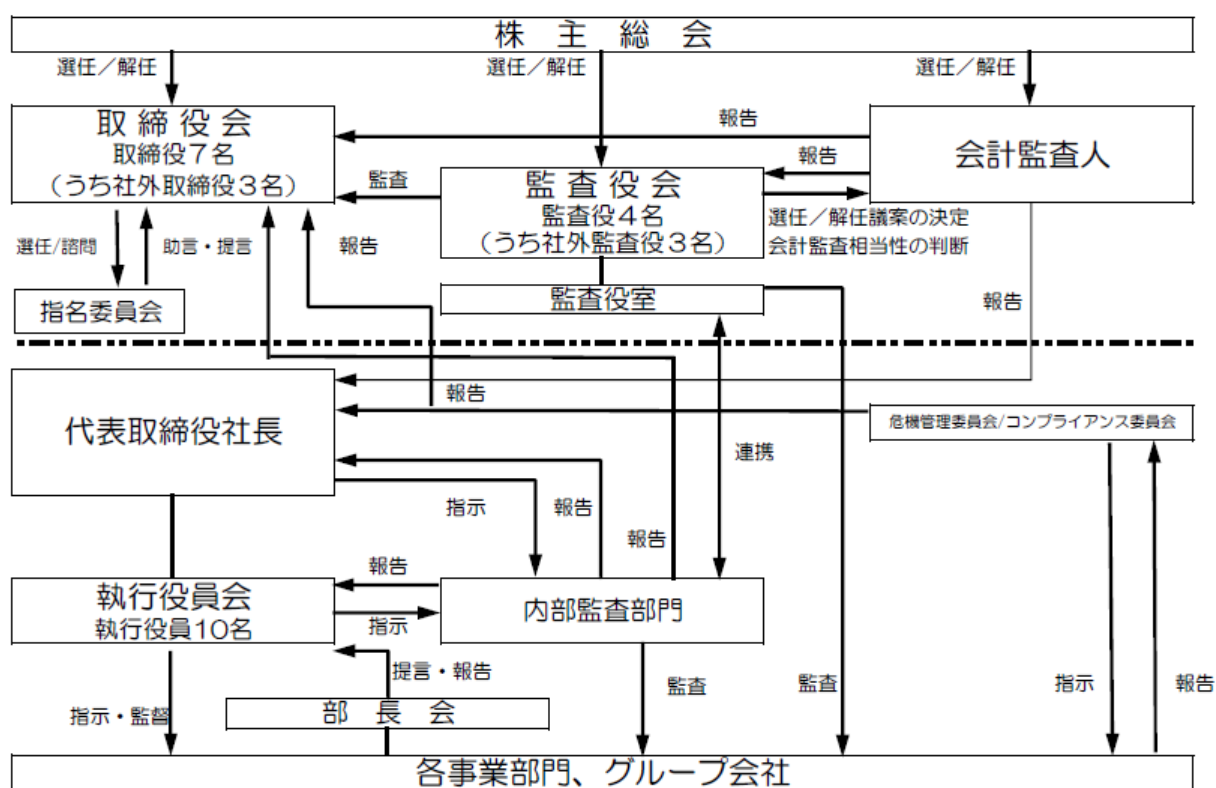 株 主 総 会
選任／解任
選任／解任
選任／解任
取 締 役 会
取締役７名
（うち社外取締役３名）
報告
会計監査人
報告
監査
監 査 役 会
監査役４名
（うち社外監査役３名）
選任／解任議案の決定
会計監査相当性の判断
選任/諮問
助言・提言
報告
監査役室
報告
指名委員会
代表取締役社長
報告
危機管理委員会/コンプライアンス委員会
連携
指示
報告
報告
執行役員会
執行役員10名
報告
指示
内部監査部門
提言・報告
指示・監督
部 長 会
監査
監査
指示
報告
各事業部門、グループ会社